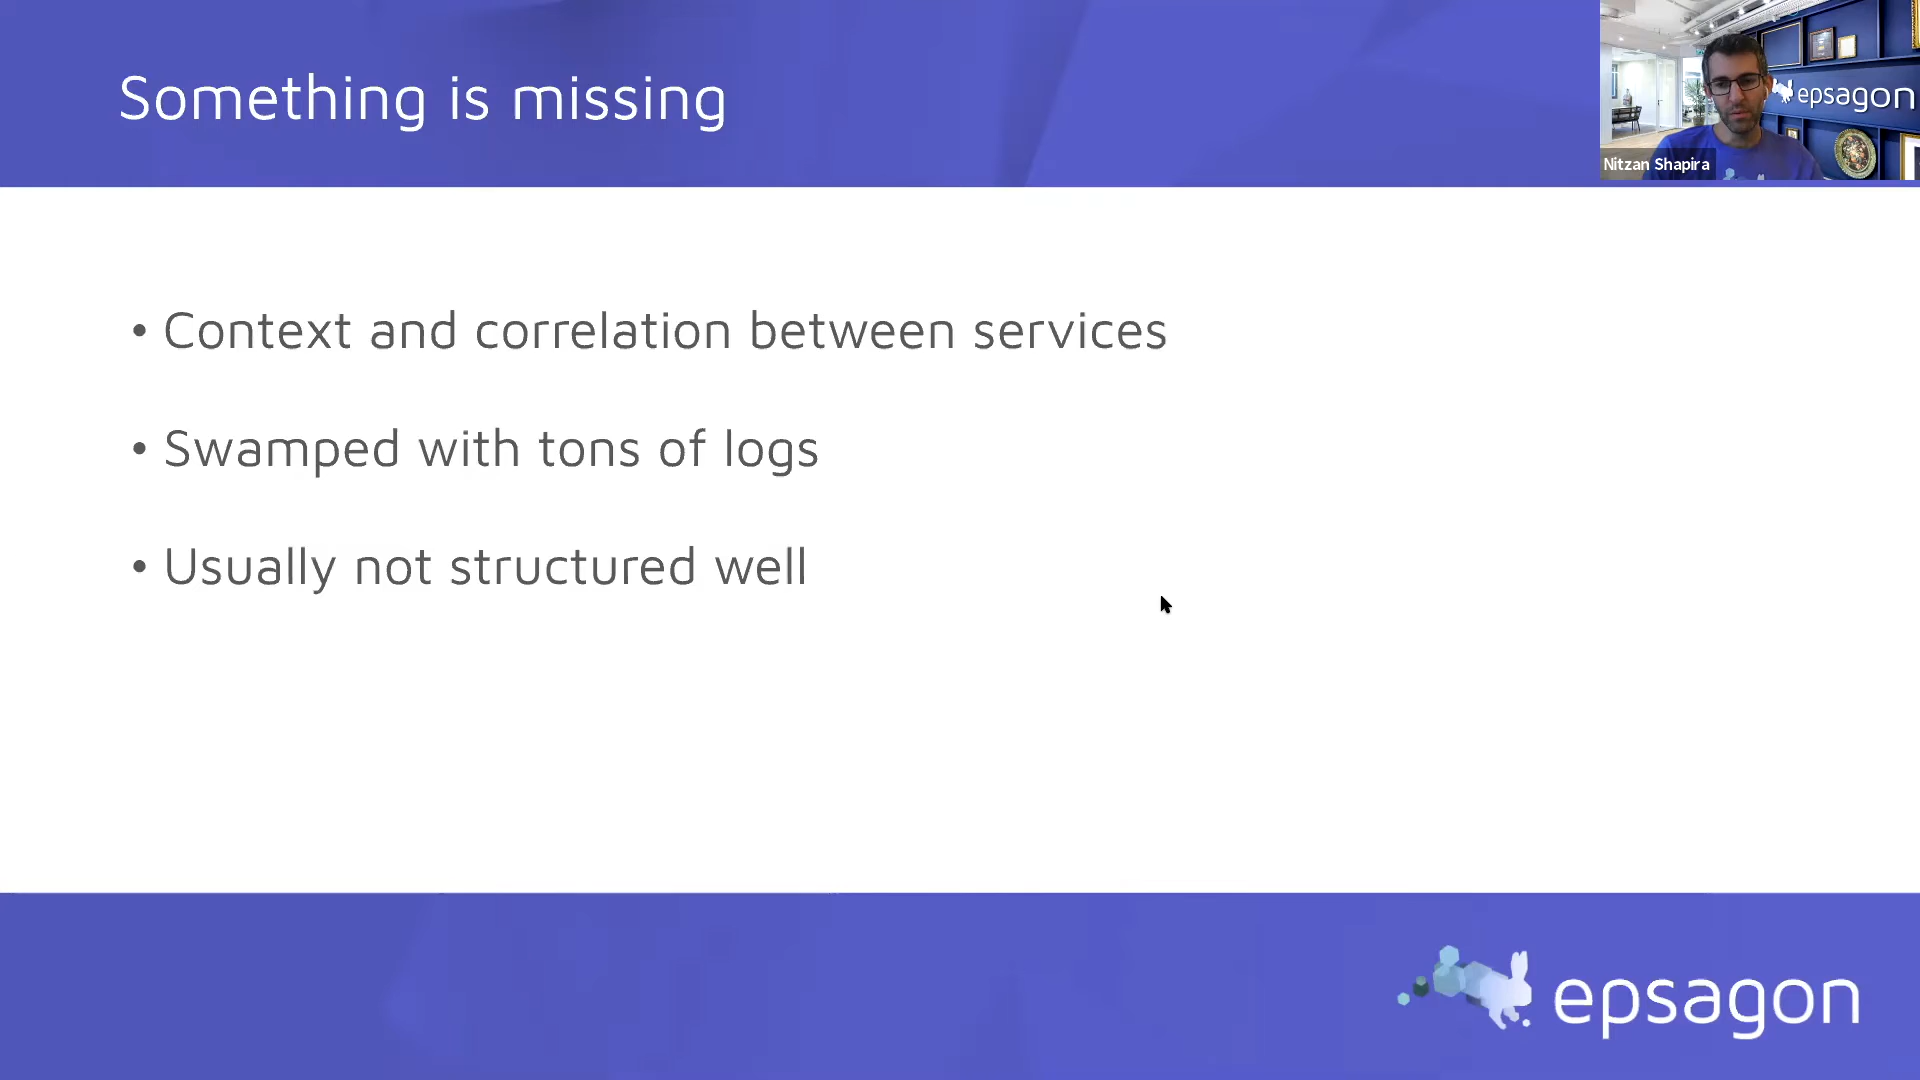 Something is missing
epsagon
Nitzan Shapira
• Context and correlation between services
• Swamped with tons of logs
• Usually not structured well
epsagon